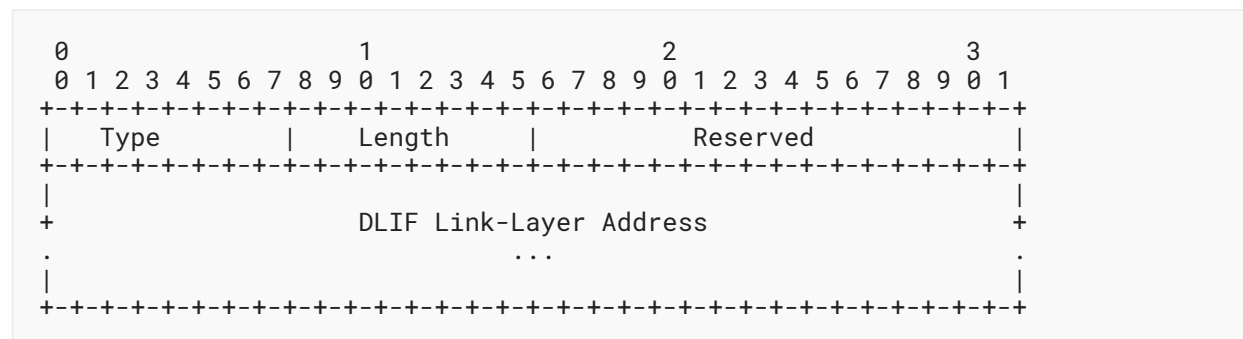 0                   1                   2                   3
 0 1 2 3 4 5 6 7 8 9 0 1 2 3 4 5 6 7 8 9 0 1 2 3 4 5 6 7 8 9 0 1
+-+-+-+-+-+-+-+-+-+-+-+-+-+-+-+-+-+-+-+-+-+-+-+-+-+-+-+-+-+-+-+-+
|   Type        |    Length     |          Reserved             |
+-+-+-+-+-+-+-+-+-+-+-+-+-+-+-+-+-+-+-+-+-+-+-+-+-+-+-+-+-+-+-+-+
|                                                               |
+                    DLIF Link-Layer Address                    +
.                              ...                              .
|                                                               |
+-+-+-+-+-+-+-+-+-+-+-+-+-+-+-+-+-+-+-+-+-+-+-+-+-+-+-+-+-+-+-+-+